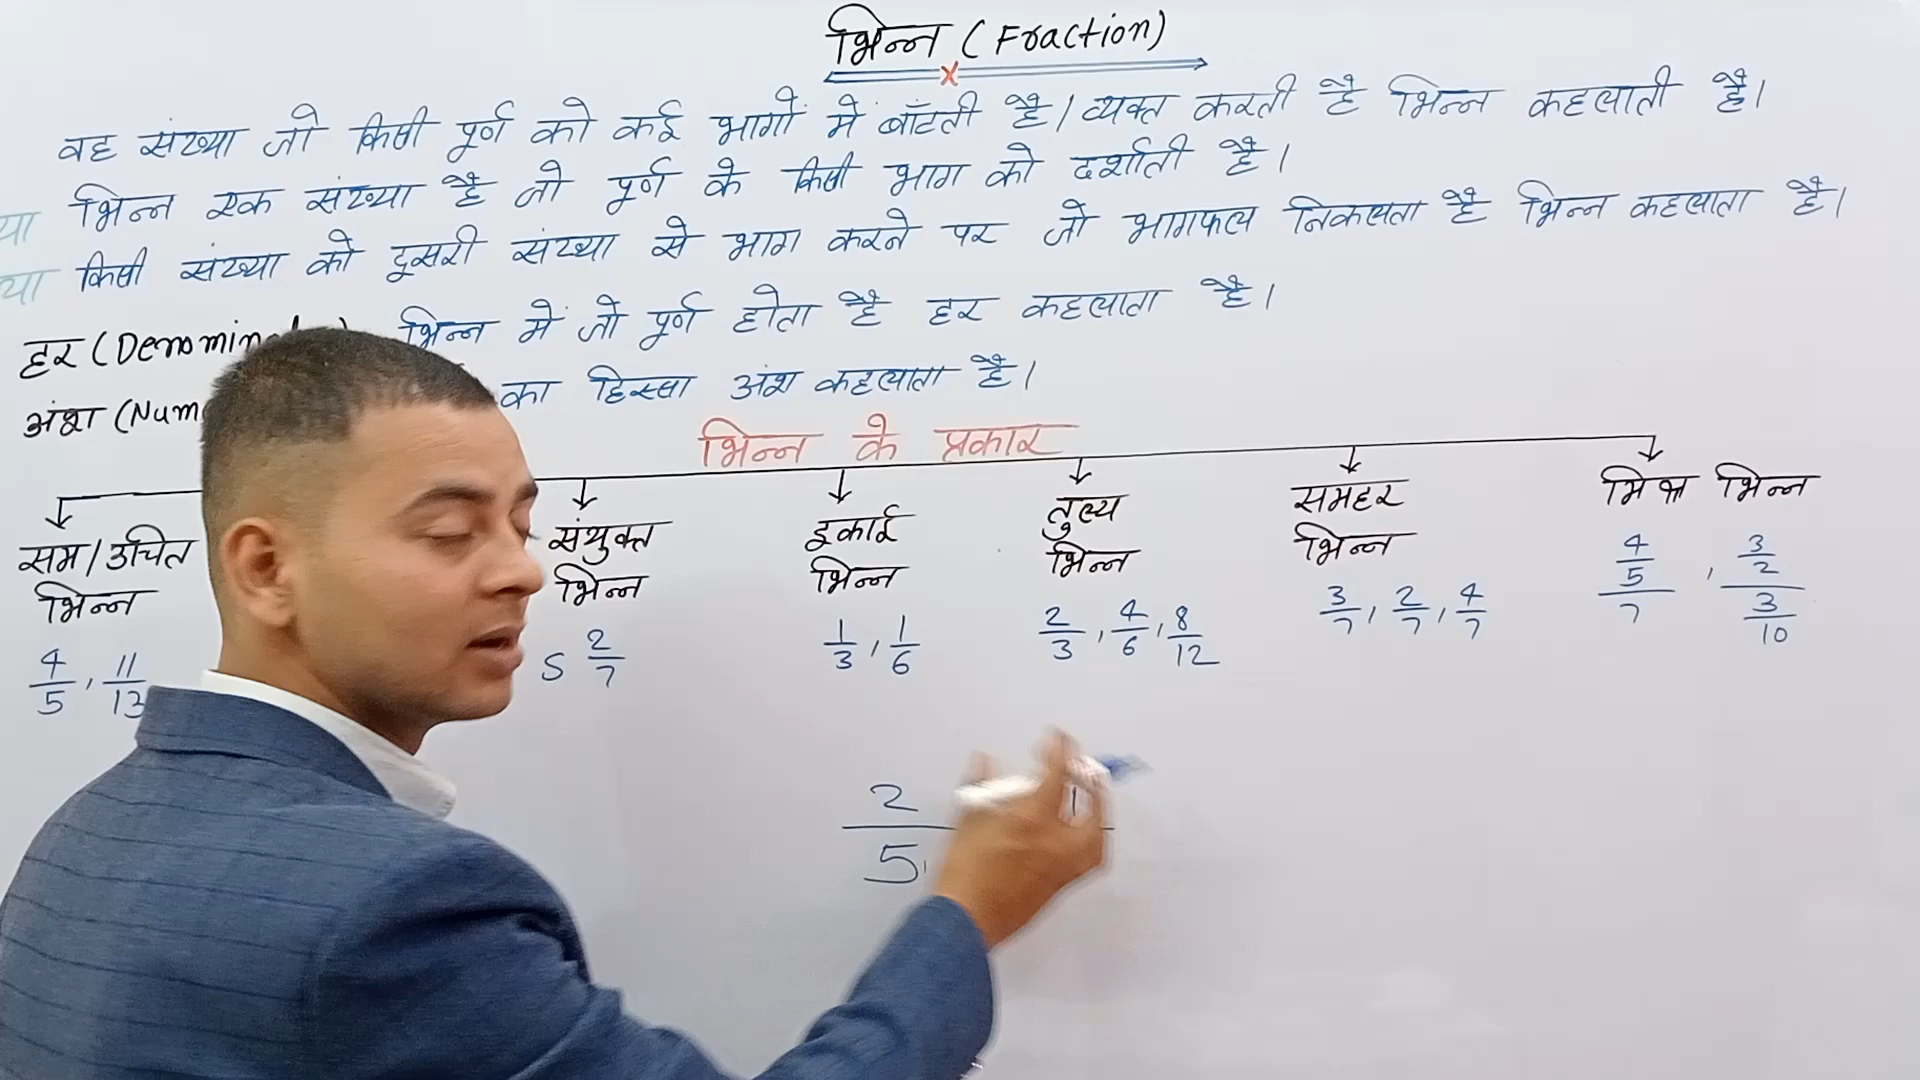 भिन्न (Fraction)
वह संख्या जो किसी पूर्ण को कई भागों में बाँटती है / व्यक्त करती है भिन्न कहलाती है।
या भिन्न एक संख्या है जो पूर्ण के किसी भाग को दर्शाती है।
या किसी संख्या को दूसरी संख्या से भाग करने पर जो भागफल निकलता है भिन्न कहलाता है।
हर (Denomin भिन्न में जो पूर्ण होता है हर कहलाता है।
अंश (Num का हिस्सा अंश कहलाता है।
भिन्न के प्रकार
सम/उचित भिन्न
4/5, 11/13
संयुक्त भिन्न
5 2/7
इकाई भिन्न
1/3, 1/6
तुल्य भिन्न
2/3, 4/6, 8/12
समहर भिन्न
3/7, 2/7, 4/7
मिश्र भिन्न
4/5/7, 3/2/3/10
2/5
1